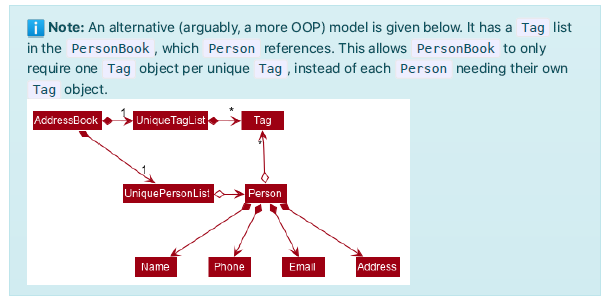 ℹ Note: An alternative (arguably, a more OOP) model is given below. It has a Tag list
in the PersonBook , which Person references. This allows PersonBook to only
require one Tag object per unique Tag , instead of each Person needing their own
Tag object.
AddressBook 1 UniqueTagList * Tag
1 *
UniquePersonList Person
Name Phone Email Address